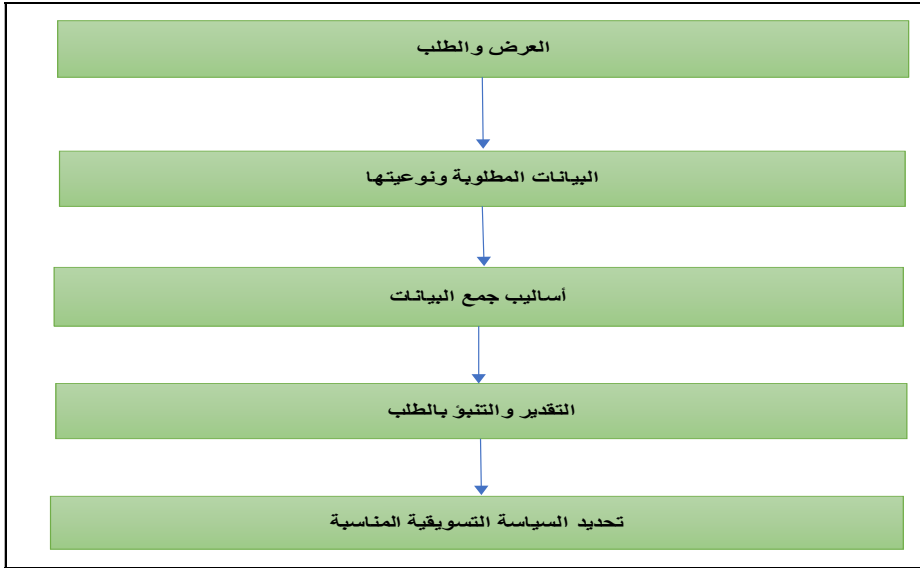 العرض والطلب
البيانات المطلوبة ونوعيتها
أساليب جمع البيانات
التقدير والتنبؤ بالطلب
تحديد السياسة التسويقية المناسبة